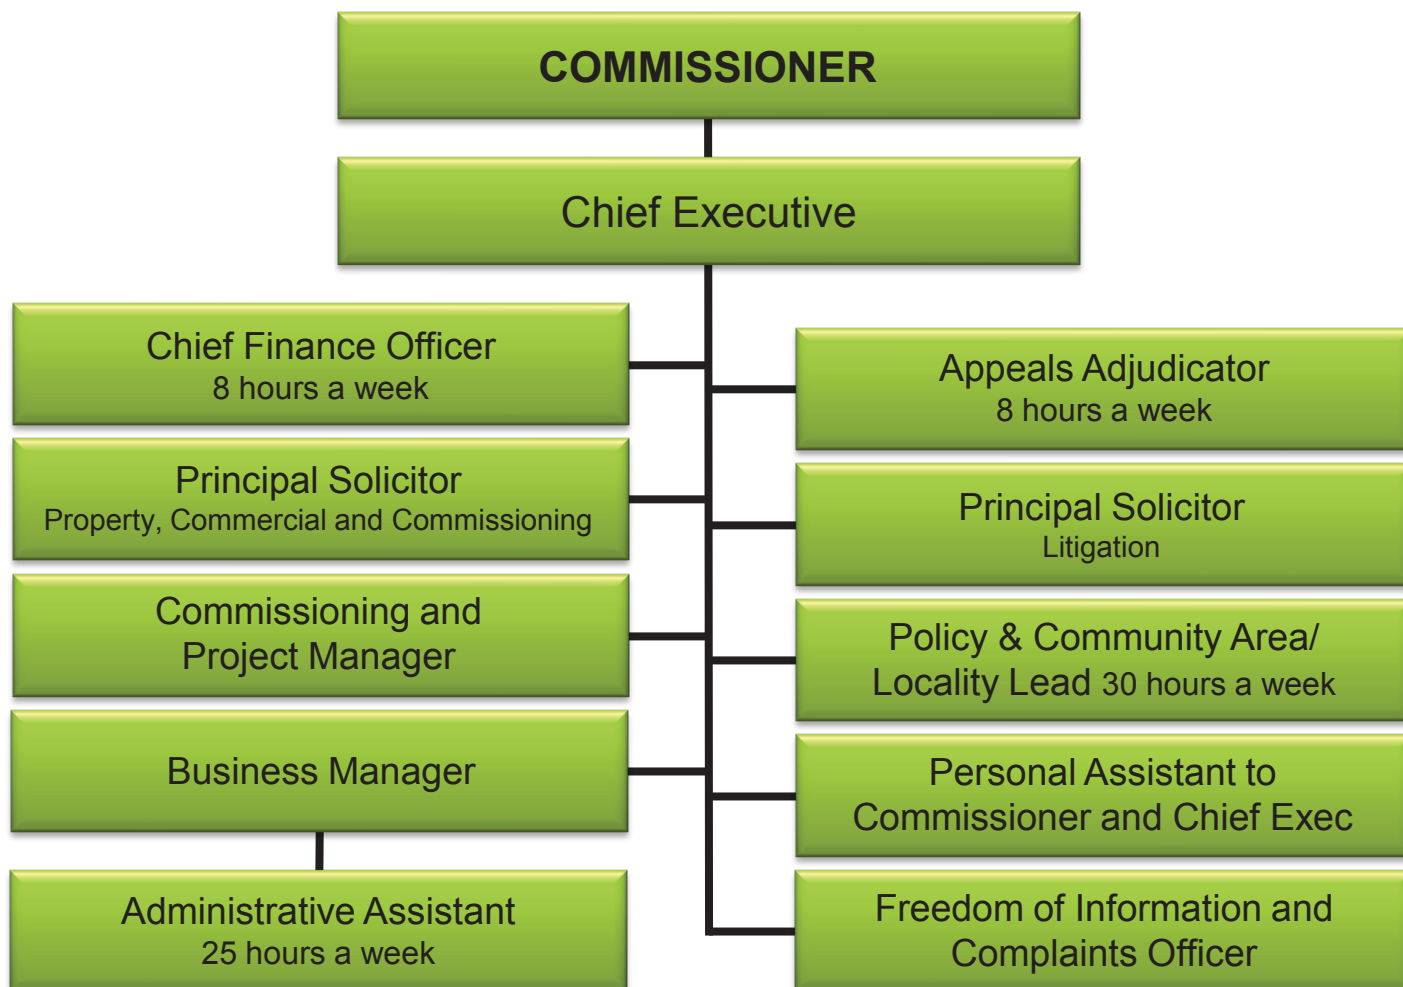 COMMISSIONER
Chief Executive
Chief Finance Officer
8 hours a week
Principal Solicitor
Property, Commercial and Commissioning
Commissioning and
Project Manager
Business Manager
Administrative Assistant
25 hours a week
Appeals Adjudicator
8 hours a week
Principal Solicitor
Litigation
Policy & Community Area/
Locality Lead 30 hours a week
Personal Assistant to
Commissioner and Chief Exec
Freedom of Information and
Complaints Officer